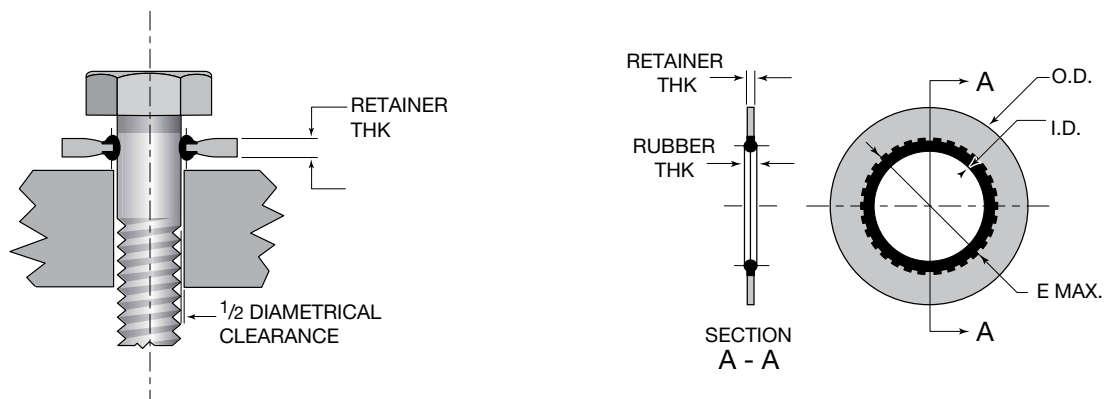 RETAINER
THK
1/2 DIAMETRICAL
CLEARANCE
RETAINER
THK
RUBBER
THK
SECTION
A - A
A
O.D.
I.D.
E MAX.
A